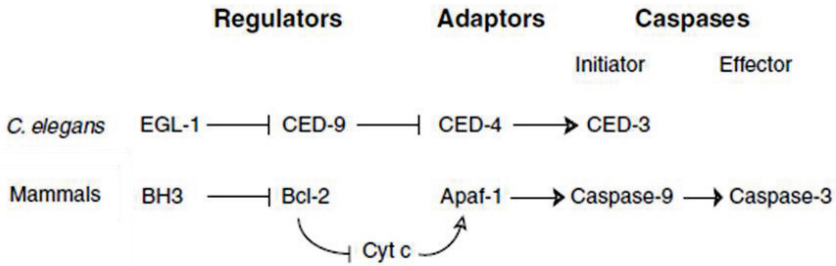 Regulators Adaptors Caspases
Initiator Effector
C. elegans EGL-1 CED-9 CED-4 CED-3
Mammals BH3 Bcl-2 Apaf-1 Caspase-9 Caspase-3
Cyt c